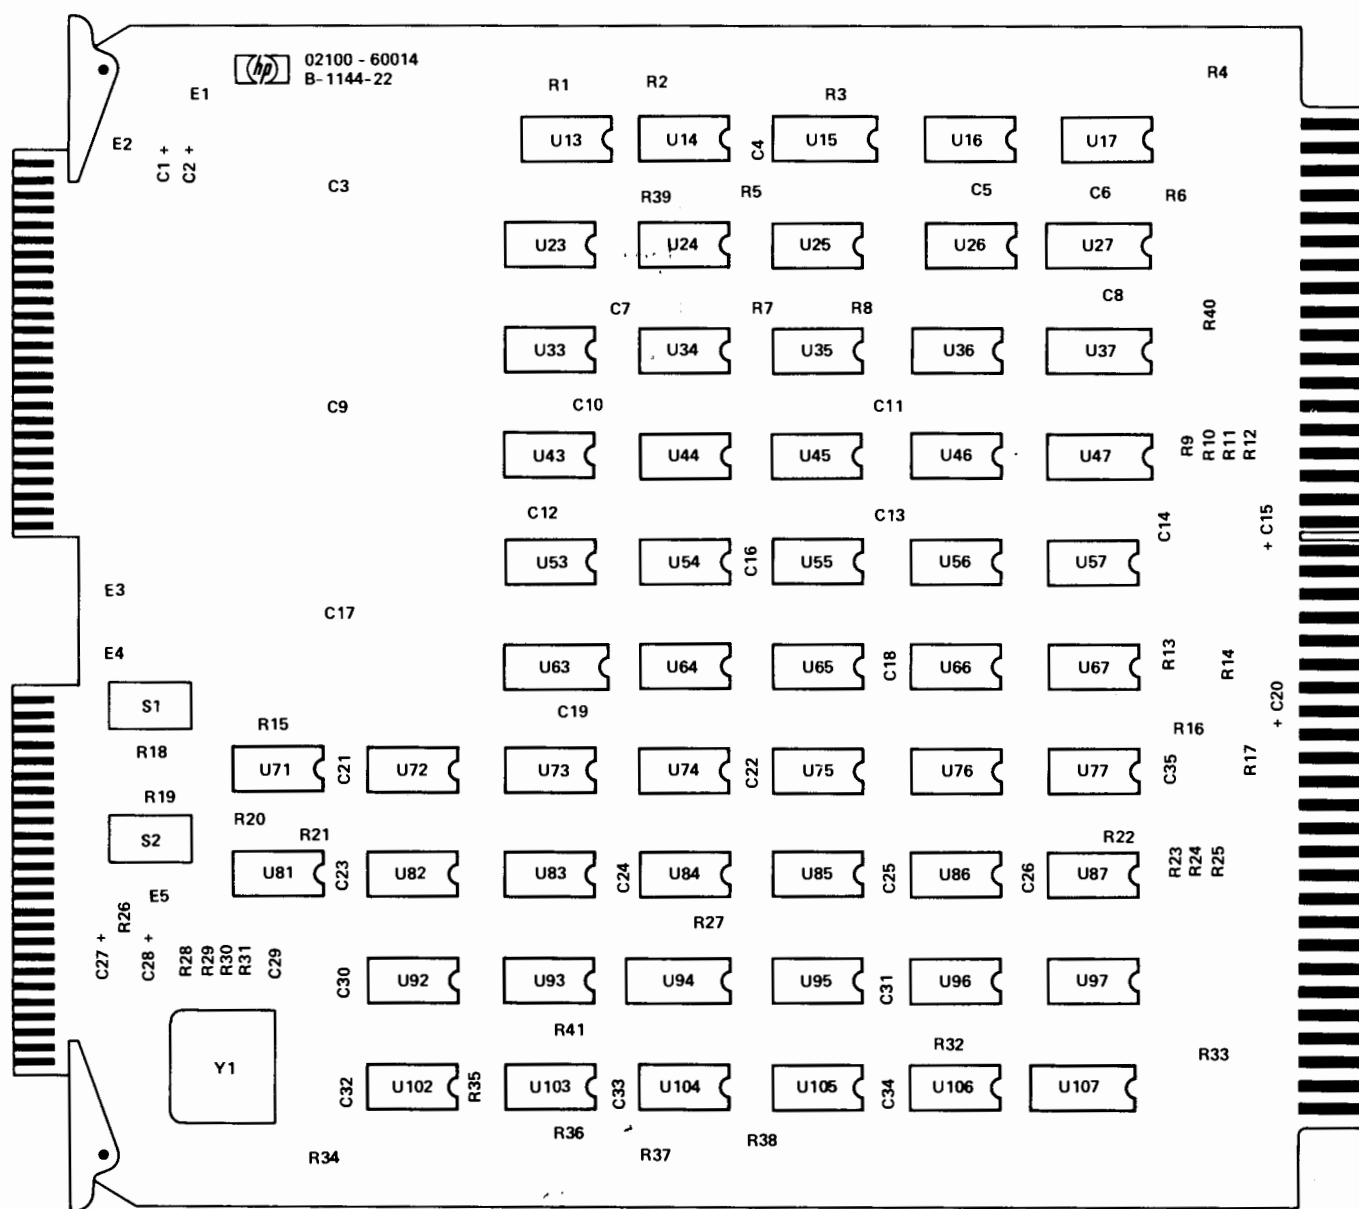 hp
02100 - 60014
B-1144-22
R1 R2 R3 R4
E1
E2
C1 +
C2 +
U13 U14 C4 U15 U16 U17
C3
R39 R5 C5 C6 R6
U23 U24 U25 U26 U27
C7 R7 R8 C8 R40
U33 U34 U35 U36 U37
C9 C10 C11
U43 U44 U45 U46 U47 R9 R10 R11 R12
C12 C13 C14 + C15
U53 U54 C16 U55 U56 U57
E3
C17
E4
U63 U64 U65 C18 U66 U67 R13 R14
S1
C19 + C20
R15 R16
R18
U71 C21 U72 U73 U74 C22 U75 U76 U77 C35 R17
R19
R20
R21
S2
R22
U81 C23 U82 U83 C24 U84 U85 C25 U86 C26 U87 R23 R24 R25
E5
R26
R27
C27 + C28 + R28 R29 R30 R31 C29
C30 U92 U93 U94 U95 C31 U96 U97
R41 R32 R33
Y1
C32 U102 R35 U103 C33 U104 U105 C34 U106 U107
R36 R38
R34 R37